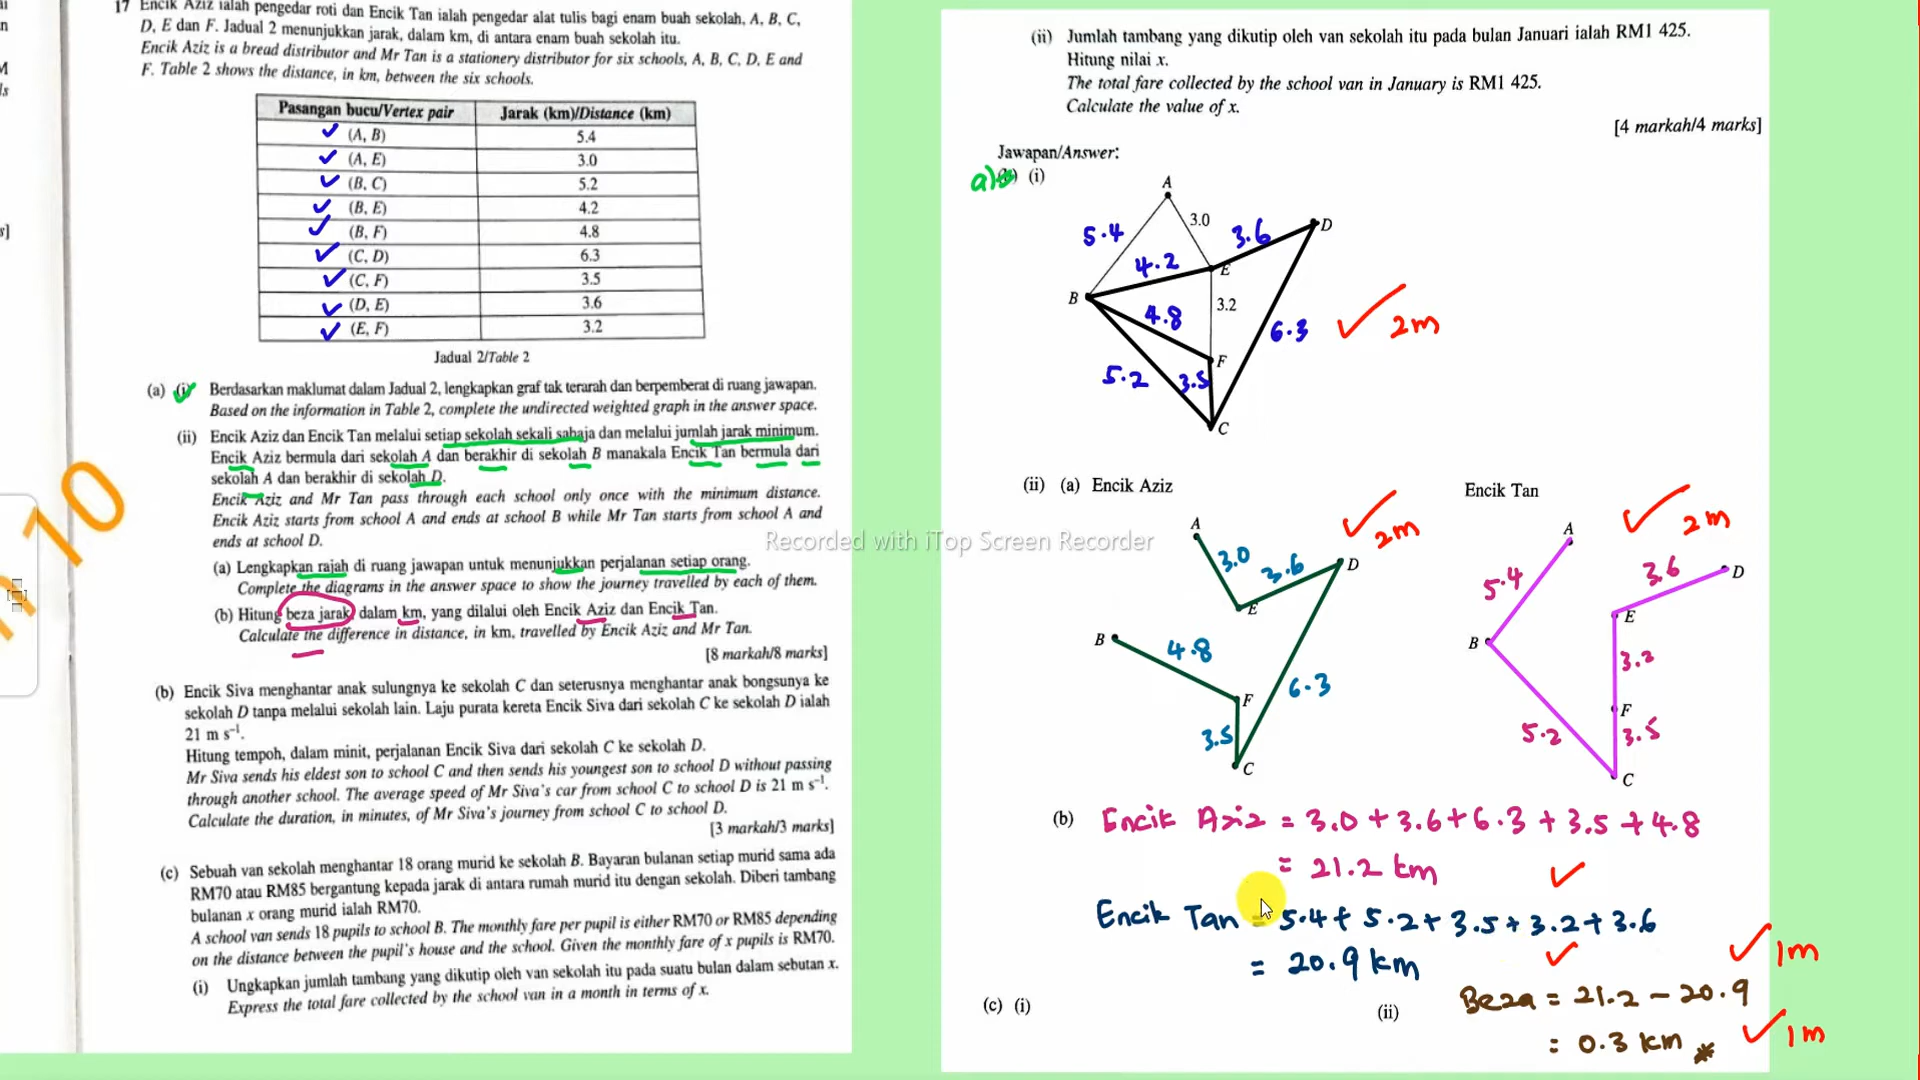 17 Encik Aziz ialah pengedar roti dan Encik Tan ialah pengedar alat tulis bagi enam buah sekolah, A, B, C,
D, E dan F. Jadual 2 menunjukkan jarak, dalam km, di antara enam buah sekolah itu.
Encik Aziz is a bread distributor and Mr Tan is a stationery distributor for six schools, A, B, C, D, E and
F. Table 2 shows the distance, in km, between the six schools.
Pasangan bucu/Vertex pair Jarak (km)/Distance (km)
(A, B) 5.4
(A, E) 3.0
(B, C) 5.2
(B, E) 4.2
(B, F) 4.8
(C, D) 6.3
(C, F) 3.5
(D, E) 3.6
(E, F) 3.2
Jadual 2/Table 2
(a) (i) Berdasarkan maklumat dalam Jadual 2, lengkapkan graf tak terarah dan berpemberat di ruang jawapan.
Based on the information in Table 2, complete the undirected weighted graph in the answer space.
(ii) Encik Aziz dan Encik Tan melalui setiap sekolah sekali sahaja dan melalui jumlah jarak minimum.
Encik Aziz bermula dari sekolah A dan berakhir di sekolah B manakala Encik Tan bermula dari
sekolah A dan berakhir di sekolah D.
Encik Aziz and Mr Tan pass through each school only once with the minimum distance.
Encik Aziz starts from school A and ends at school B while Mr Tan starts from school A and
ends at school D.
(a) Lengkapkan rajah di ruang jawapan untuk menunjukkan perjalanan setiap orang.
Complete the diagrams in the answer space to show the journey travelled by each of them.
(b) Hitung beza jarak, dalam km, yang dilalui oleh Encik Aziz dan Encik Tan.
Calculate the difference in distance, in km, travelled by Encik Aziz and Mr Tan.
[8 markah/8 marks]
(b) Encik Siva menghantar anak sulungnya ke sekolah C dan seterusnya menghantar anak bongsunya ke
sekolah D tanpa melalui sekolah lain. Laju purata kereta Encik Siva dari sekolah C ke sekolah D ialah
21 m s⁻¹.
Hitung tempoh, dalam minit, perjalanan Encik Siva dari sekolah C ke sekolah D.
Mr Siva sends his eldest son to school C and then sends his youngest son to school D without passing
through another school. The average speed of Mr Siva's car from school C to school D is 21 m s⁻¹.
Calculate the duration, in minutes, of Mr Siva's journey from school C to school D.
[3 markah/3 marks]
(c) Sebuah van sekolah menghantar 18 orang murid ke sekolah B. Bayaran bulanan setiap murid sama ada
RM70 atau RM85 bergantung kepada jarak di antara rumah murid itu dengan sekolah. Diberi tambang
bulanan x orang murid ialah RM70.
A school van sends 18 pupils to school B. The monthly fare per pupil is either RM70 or RM85 depending
on the distance between the pupil's house and the school. Given the monthly fare of x pupils is RM70.
(i) Ungkapkan jumlah tambang yang dikutip oleh van sekolah itu pada suatu bulan dalam sebutan x.
Express the total fare collected by the school van in a month in terms of x.
10
(ii) Jumlah tambang yang dikutip oleh van sekolah itu pada bulan Januari ialah RM1 425.
Hitung nilai x.
The total fare collected by the school van in January is RM1 425.
Calculate the value of x.
[4 markah/4 marks]
Jawapan/Answer:
a) (i)
A
3.0
5.4
3.6
D
4.2
E
B
3.2
4.8
6.3
2m
F
5.2
3.5
C
(ii) (a) Encik Aziz
Encik Tan
A
3.0
3.6
D
2m
E
B
4.8
F
6.3
3.5
C
A
2m
5.4
3.6
D
E
B
3.2
F
5.2
3.5
C
Recorded with iTop Screen Recorder
(b) Encik Aziz = 3.0 + 3.6 + 6.3 + 3.5 + 4.8
= 21.2 km
Encik Tan = 5.4 + 5.2 + 3.5 + 3.2 + 3.6
= 20.9 km
1m
(c) (i)
(ii)
Beza = 21.2 - 20.9
= 0.3 km *
1m